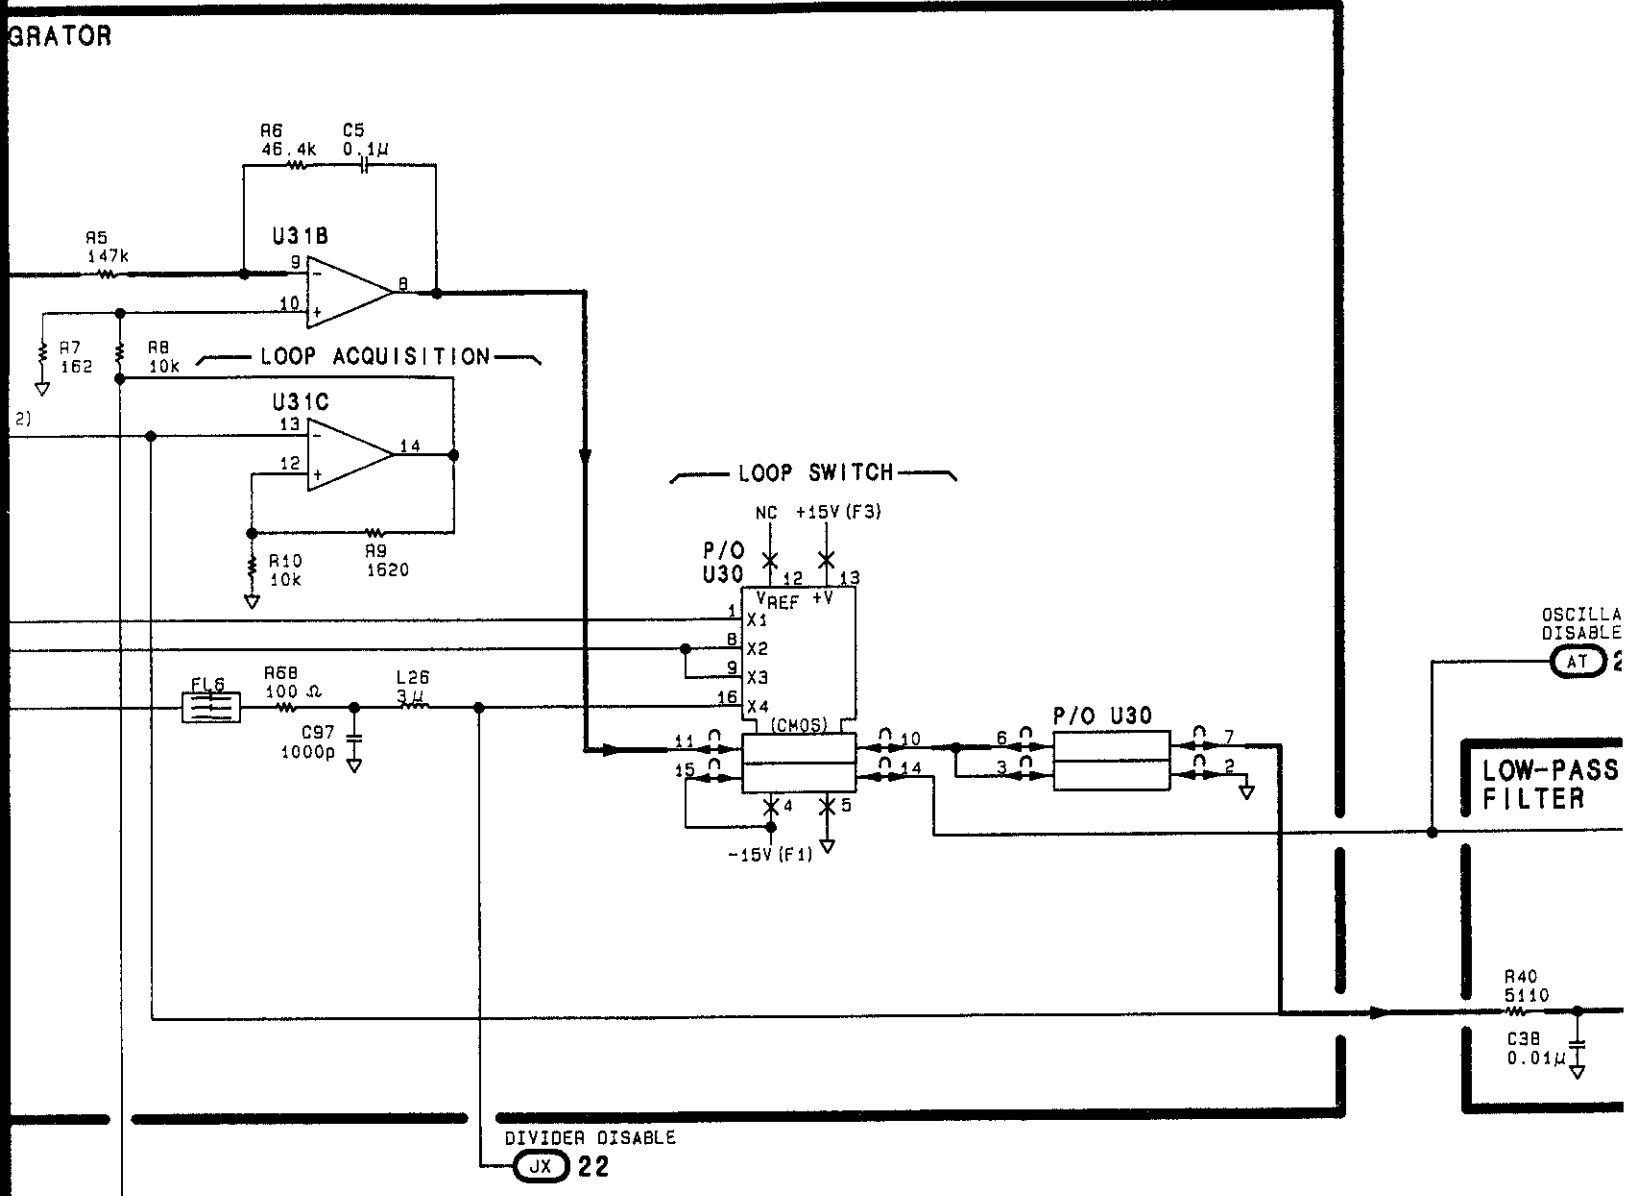 GRATOR
R6
46.4k
C5
0.1µ
R5
147k
U31B
9
-
8
10
+
R7
162
R8
10k
LOOP ACQUISITION
2)
U31C
13
-
14
12
+
R9
1620
R10
10k
LOOP SWITCH
NC
+15V(F3)
P/O
U30
12
13
VREF
+V
1
X1
8
X2
9
X3
16
X4
(CMOS)
FL6
R68
100 Ω
L26
3µ
C97
1000p
11
10
15
14
4
5
-15V(F1)
P/O U30
6
7
3
2
OSCILLA
DISABLE
AT
LOW-PASS
FILTER
R40
5110
C38
0.01µ
DIVIDER DISABLE
JX 22